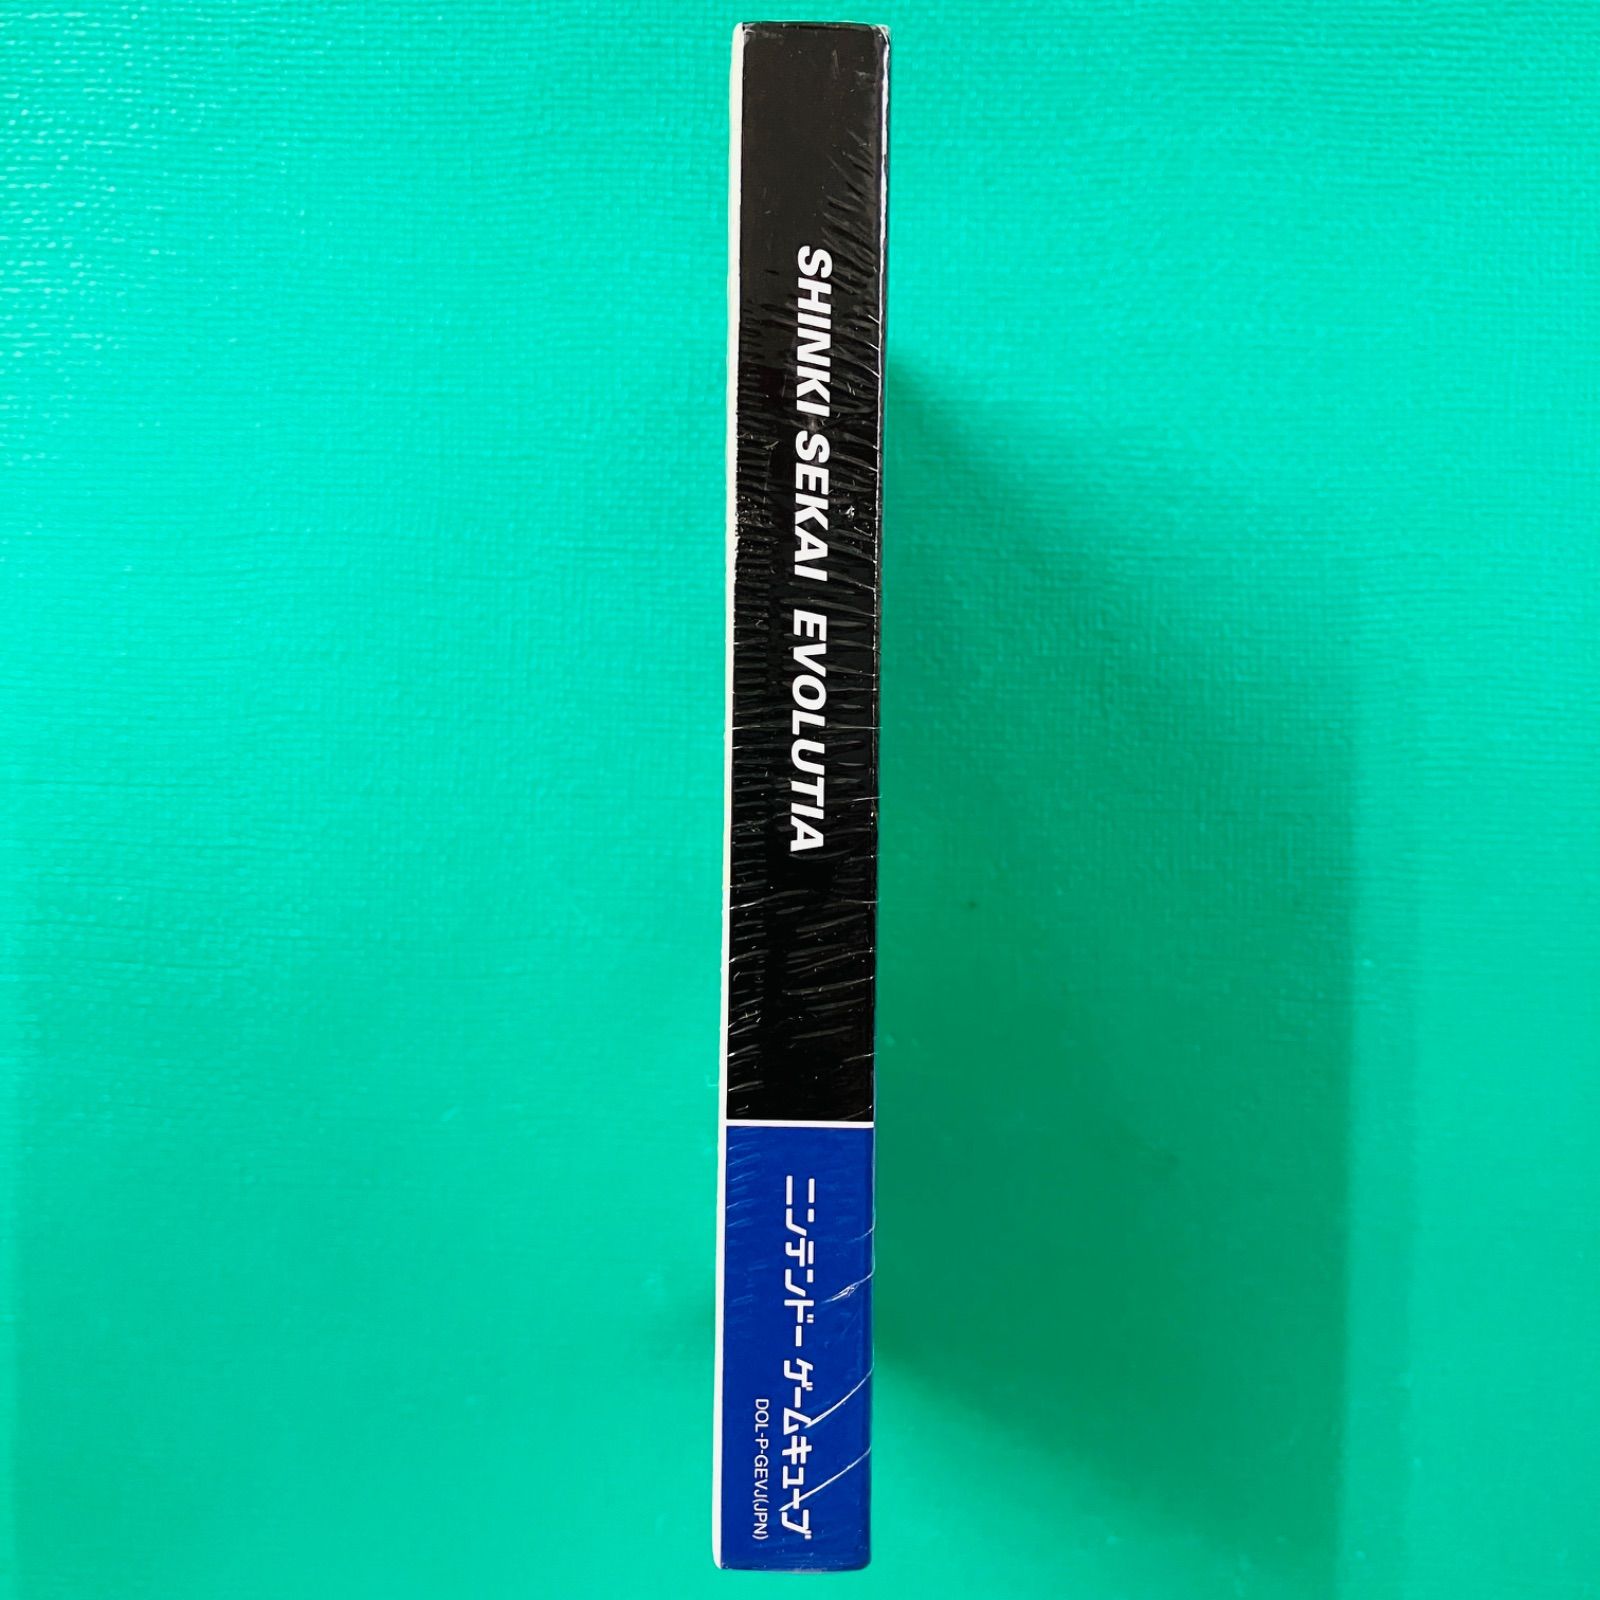 SHINKI SEKAI EVOLUTIA
ニンテンドー ゲームキューブ
DOL-P-GEVJ(JPN)